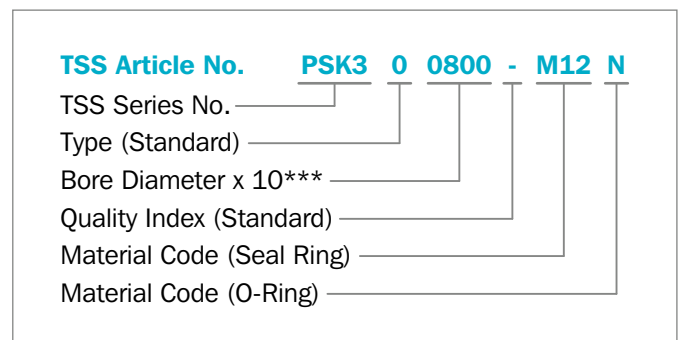 TSS Article No. PSK3 0 0800 - M12 N
TSS Series No.
Type (Standard)
Bore Diameter x 10***
Quality Index (Standard)
Material Code (Seal Ring)
Material Code (O-Ring)